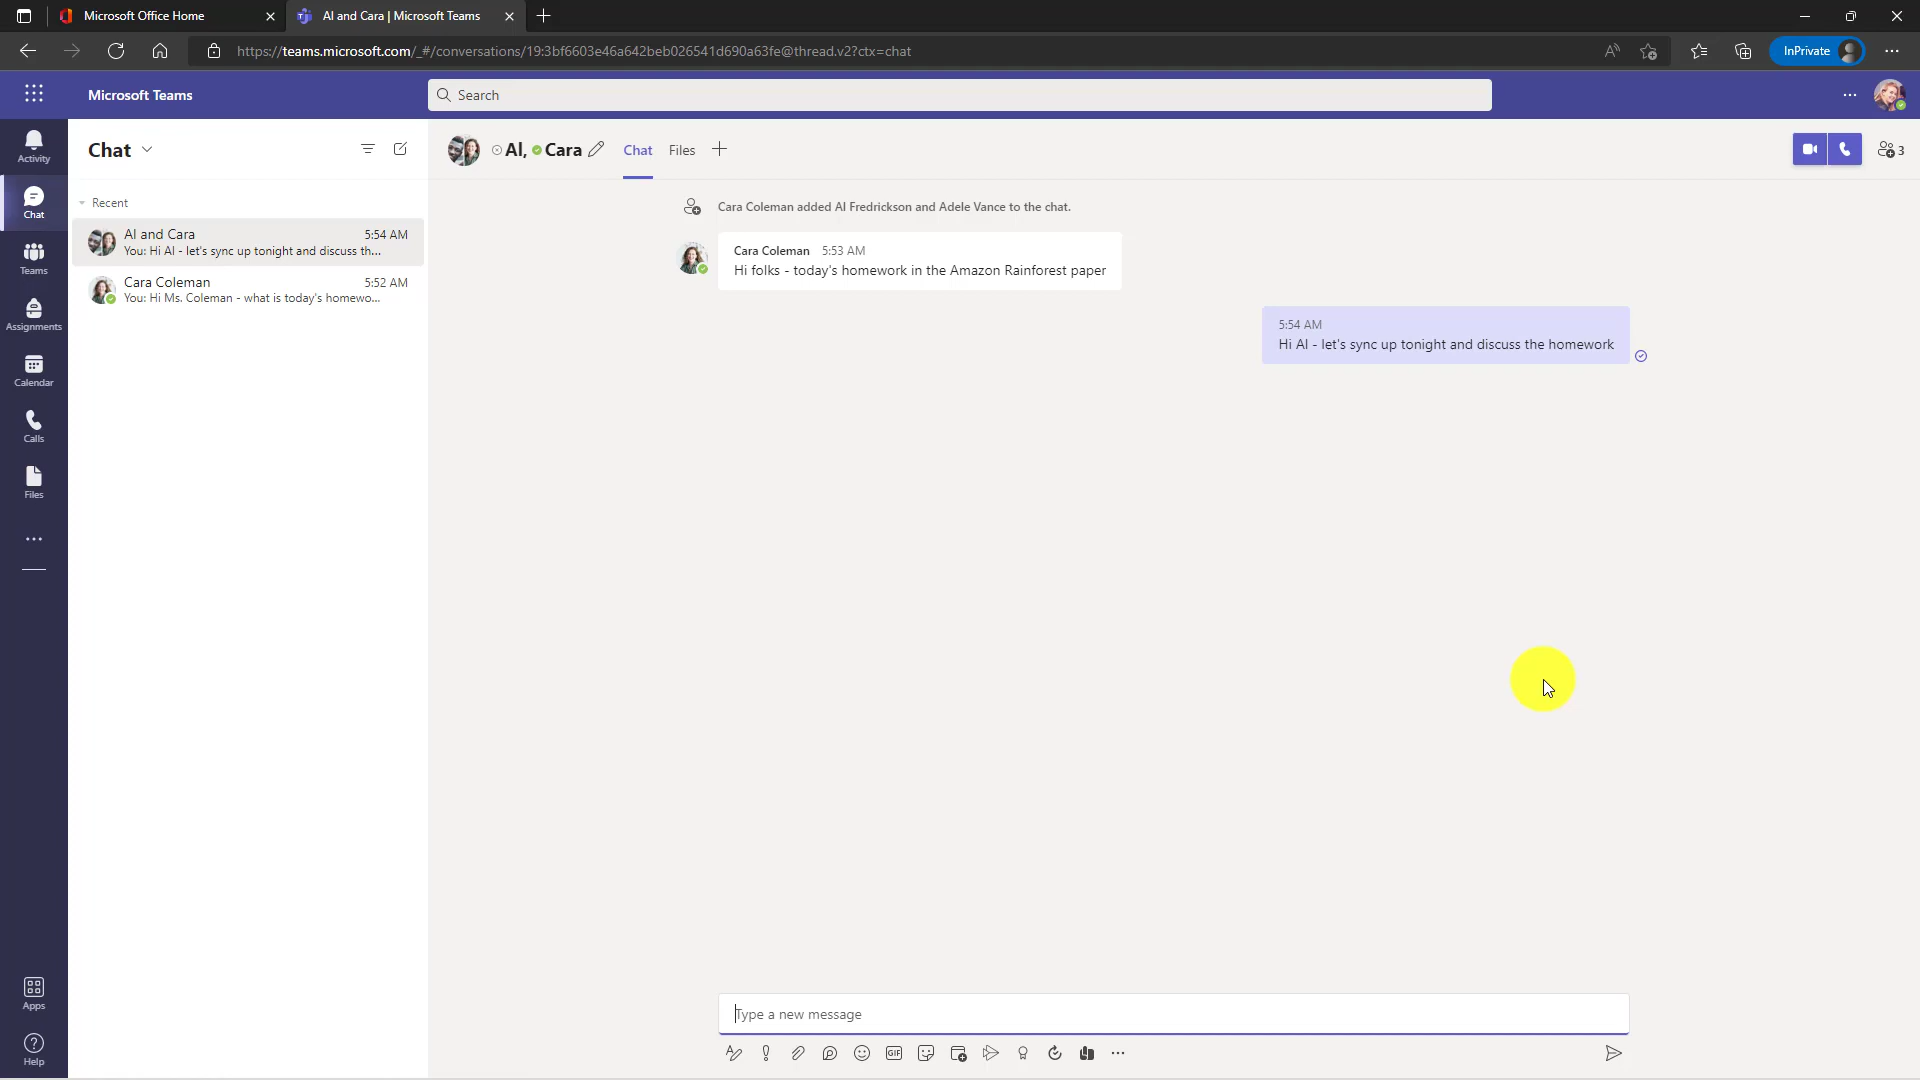 Microsoft Office Home
Al and Cara | Microsoft Teams
https://teams.microsoft.com/_#/conversations/19:3bf6603e46a642beb026541d690a63fe@thread.v2?ctx=chat
InPrivate
Microsoft Teams
Search
Activity
Chat
Teams
Assignments
Calendar
Calls
Files
Apps
Help
Chat
Recent
Al and Cara 5:54 AM
You: Hi Al - let's sync up tonight and discuss th...
Cara Coleman 5:52 AM
You: Hi Ms. Coleman - what is today's homewo...
Al, Cara
Chat Files
3
Cara Coleman added Al Fredrickson and Adele Vance to the chat.
Cara Coleman 5:53 AM
Hi folks - today's homework in the Amazon Rainforest paper
5:54 AM
Hi Al - let's sync up tonight and discuss the homework
Type a new message
GIF